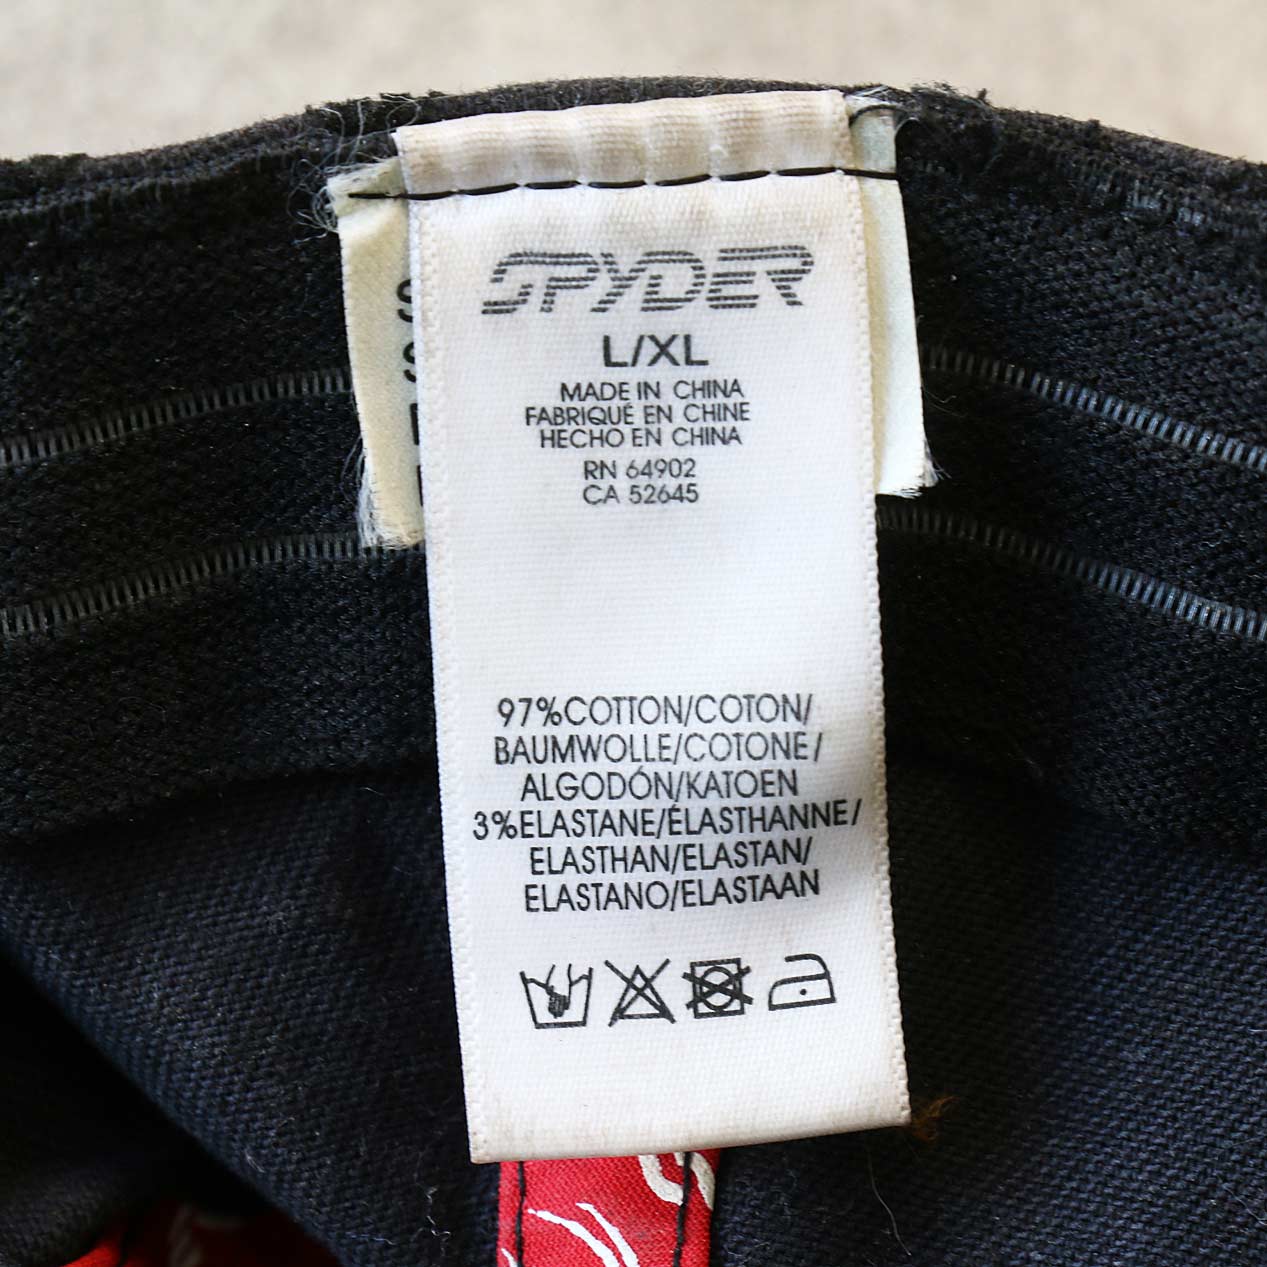 SPYDER
L/XL
MADE IN CHINA
FABRIQUÉ EN CHINE
HECHO EN CHINA
RN 64902
CA 52645
97%COTTON/COTON/
BAUMWOLLE/COTONE/
ALGODÓN/KATOEN
3%ELASTANE/ÉLASTHANNE/
ELASTHAN/ELASTAN/
ELASTANO/ELASTAAN